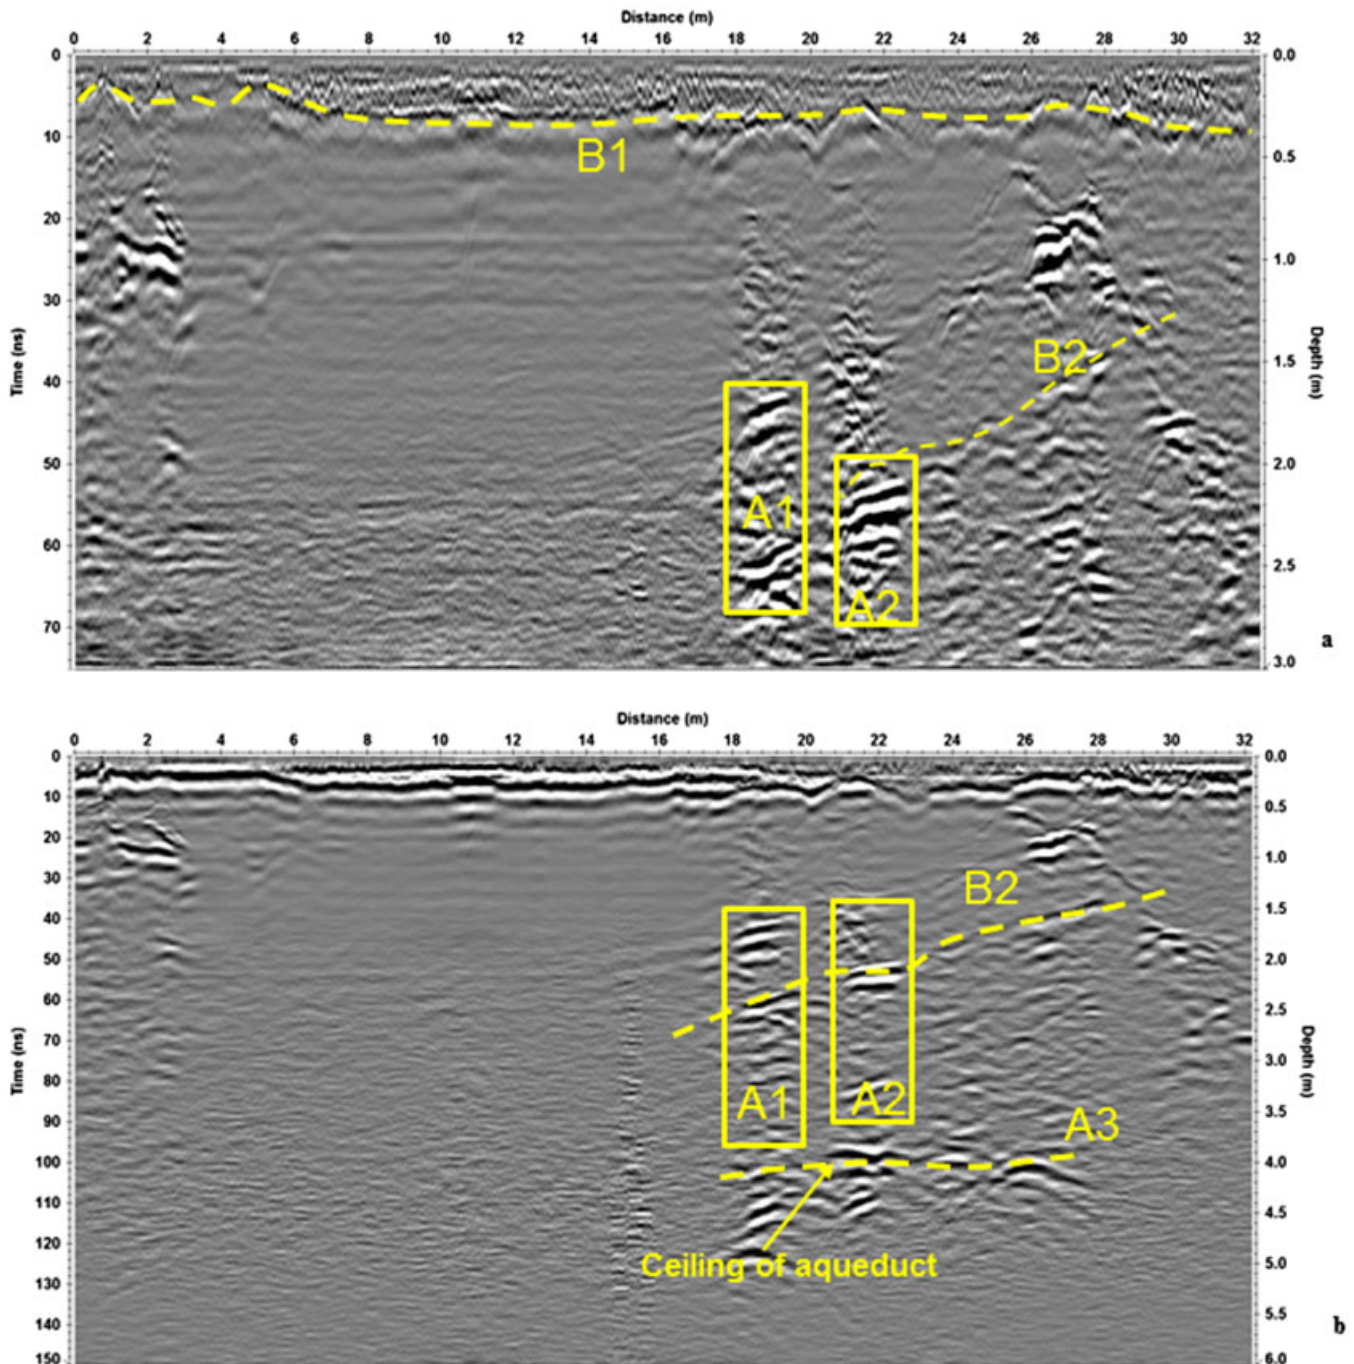 Distance (m)
0 2 4 6 8 10 12 14 16 18 20 22 24 26 28 30 32
0 0.0
B1
10 0.5
20
1.0
30
Time (ns) B2 1.5 Depth (m)
40
50 2.0
A1
60 2.5
A2
70
a
3.0
Distance (m)
0 2 4 6 8 10 12 14 16 18 20 22 24 26 28 30 32
0 0.0
10 0.5
20
1.0
30 B2
40 1.5
50 2.0
60 2.5
Time (ns) Depth (m)
70
3.0
80
A1 A2 3.5
90 A3
100 4.0
110 4.5
120
Ceiling of aqueduct 5.0
130
140 5.5
b
150 6.0